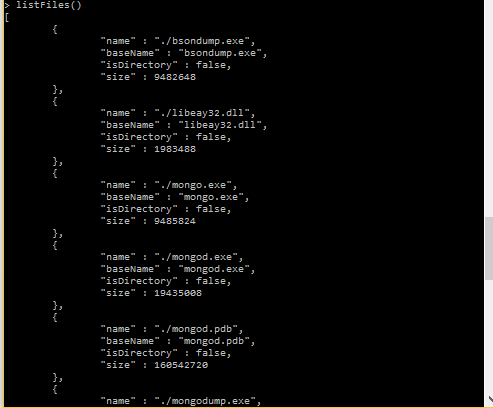 > listFiles()
[
{
"name" : "./bsondump.exe",
"baseName" : "bsondump.exe",
"isDirectory" : false,
"size" : 9482648
},
{
"name" : "./libeay32.dll",
"baseName" : "libeay32.dll",
"isDirectory" : false,
"size" : 1983488
},
{
"name" : "./mongo.exe",
"baseName" : "mongo.exe",
"isDirectory" : false,
"size" : 9485824
},
{
"name" : "./mongod.exe",
"baseName" : "mongod.exe",
"isDirectory" : false,
"size" : 19435008
},
{
"name" : "./mongod.pdb",
"baseName" : "mongod.pdb",
"isDirectory" : false,
"size" : 160542720
},
{
"name" : "./mongodump.exe",